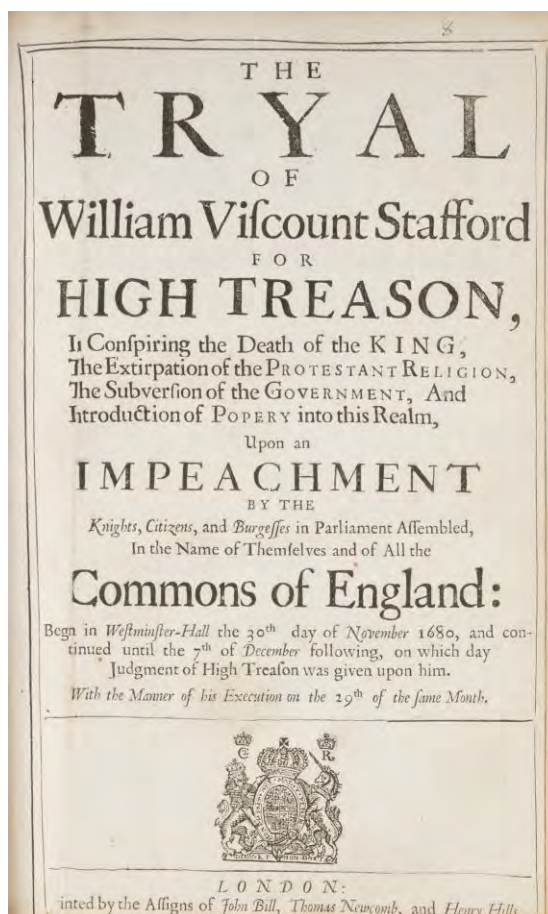 8
THE
TRYAL
OF
William Viſcount Stafford
FOR
HIGH TREASON,
In Conſpiring the Death of the KING,
The Extirpation of the PROTESTANT RELIGION,
The Subverſion of the GOVERNMENT, And
Introduction of POPERY into this Realm,
Upon an
IMPEACHMENT
BY THE
Knights, Citizens, and Burgeſſes in Parliament Aſſembled,
In the Name of Themſelves and of All the
Commons of England:
Begn in Weſtminſter-Hall the 30th day of November 1680, and con-
tinued until the 7th of December following, on which day
Judgment of High Treaſon was given upon him.
With the Manner of his Execution on the 29th of the ſame Month.
C R
LONDON:
inted by the Aſſigns of John Bill, Thomas Newcomb, and Henry Hills